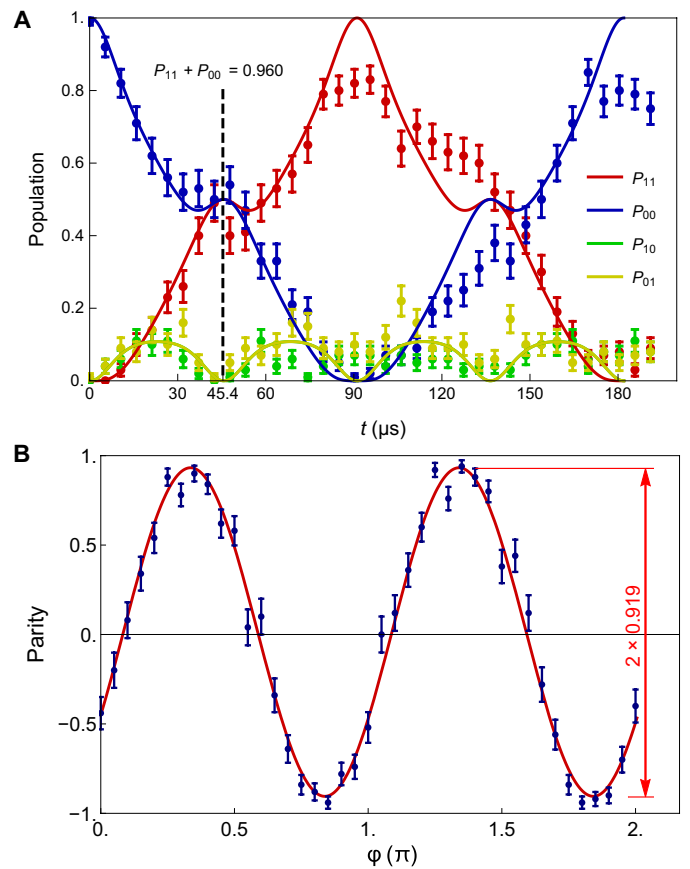 A
P₁₁ + P₀₀ = 0.960
Population
1.
0.8
0.6
0.4
0.2
0.
0.
30
45.4
60
90
120
150
180
t (μs)
P₁₁
P₀₀
P₁₀
P₀₁
B
Parity
1.
0.5
0.
−0.5
−1.
0.
0.5
1.
1.5
2.
φ (π)
2 × 0.919